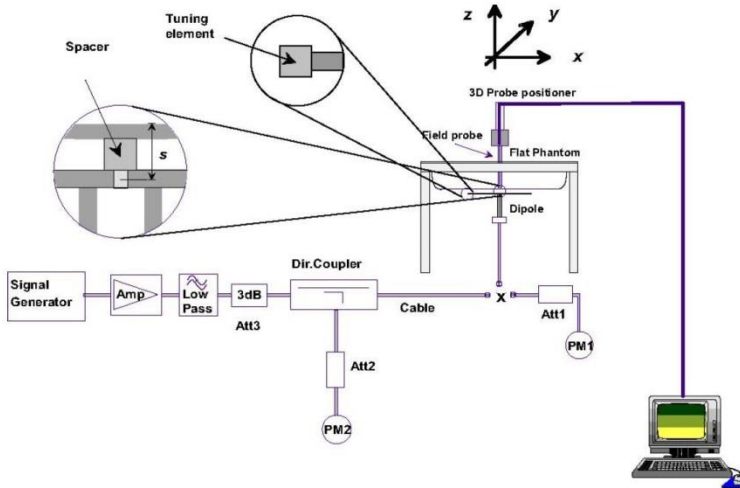 Tuning
element
z
y
x
Spacer
s
3D Probe positioner
Field probe
Flat Phantom
Dipole
Signal
Generator
Amp
Low
Pass
3dB
Att3
Dir.Coupler
Cable
x
Att1
PM1
Att2
PM2